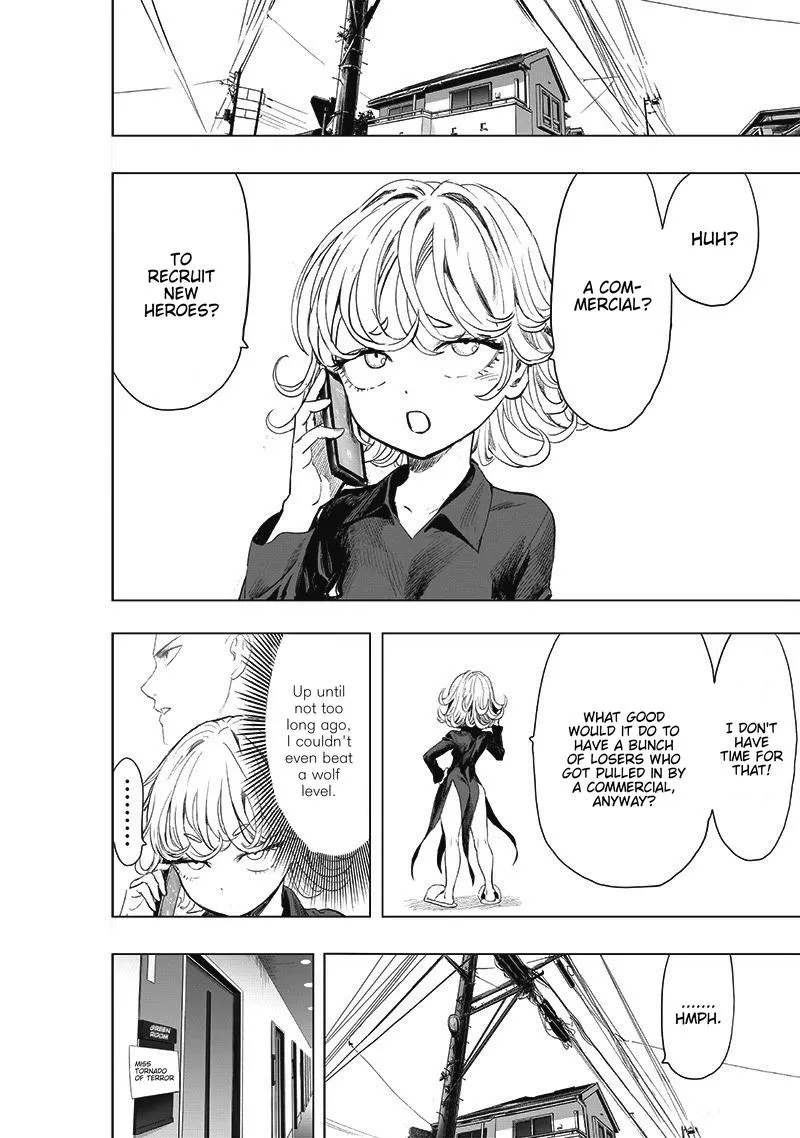 HUH?
A COM-
MERCIAL?
TO
RECRUIT
NEW
HEROES?
I DON'T
HAVE
TIME FOR
THAT!
WHAT GOOD
WOULD IT DO TO
HAVE A BUNCH
OF LOSERS WHO
GOT PULLED IN BY
A COMMERCIAL,
ANYWAY?
Up until
not too
long ago,
I couldn't
even beat
a wolf
level.
.........
.......
HMPH.
GREEN
ROOM
MISS
TORNADO
OF TERROR